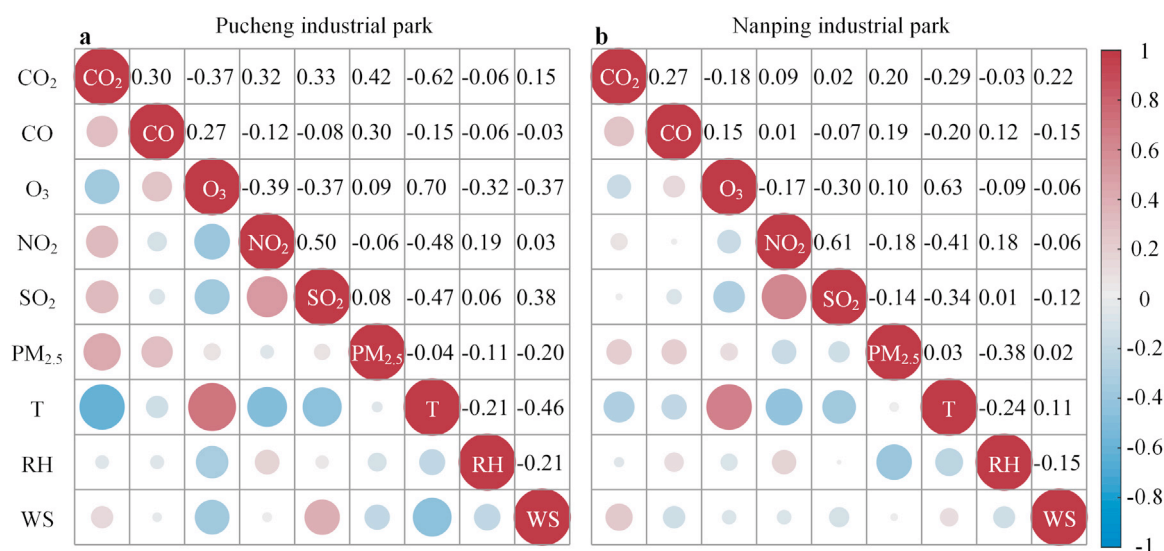 Pucheng industrial park
Nanping industrial park
a
b
CO₂ CO₂ 0.30 -0.37 0.32 0.33 0.42 -0.62 -0.06 0.15 CO₂ 0.27 -0.18 0.09 0.02 0.20 -0.29 -0.03 0.22 1
CO CO 0.27 -0.12 -0.08 0.30 -0.15 -0.06 -0.03 CO 0.15 0.01 -0.07 0.19 -0.20 0.12 -0.15 0.8
O₃ O₃ -0.39 -0.37 0.09 0.70 -0.32 -0.37 O₃ -0.17 -0.30 0.10 0.63 -0.09 -0.06 0.6
0.4
NO₂ NO₂ 0.50 -0.06 -0.48 0.19 0.03 NO₂ 0.61 -0.18 -0.41 0.18 -0.06 0.2
SO₂ SO₂ 0.08 -0.47 0.06 0.38 SO₂ -0.14 -0.34 0.01 -0.12 0
PM₂.₅ PM₂.₅ -0.04 -0.11 -0.20 PM₂.₅ 0.03 -0.38 0.02 -0.2
T T -0.21 -0.46 T -0.24 0.11 -0.4
-0.6
RH RH -0.21 RH -0.15 -0.8
WS WS WS -1